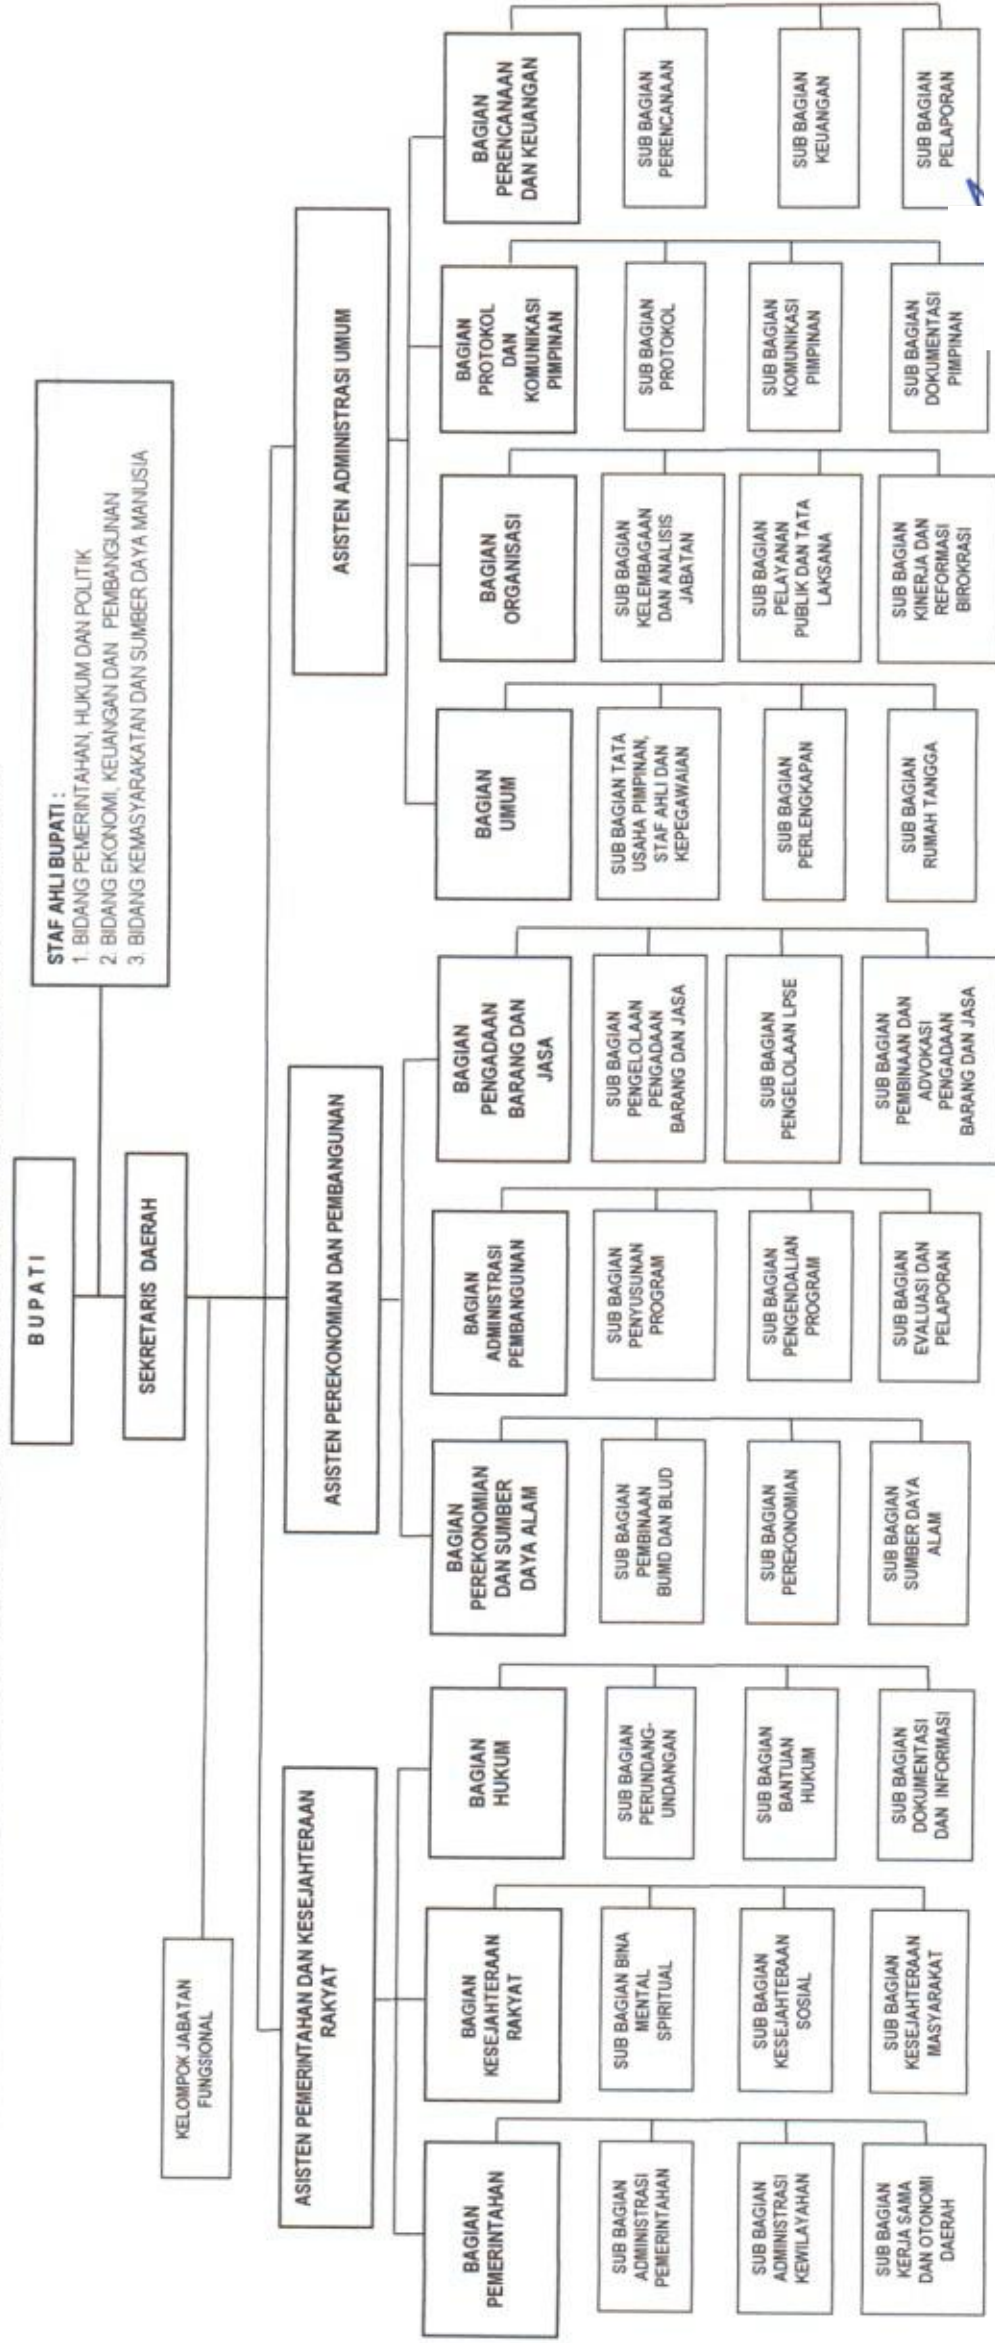 BUPATI
STAF AHLI BUPATI :
1. BIDANG PEMERINTAHAN, HUKUM DAN POLITIK
2. BIDANG EKONOMI, KEUANGAN DAN PEMBANGUNAN
3. BIDANG KEMASYARAKATAN DAN SUMBER DAYA MANUSIA
SEKRETARIS DAERAH
KELOMPOK JABATAN
FUNGSIONAL
ASISTEN PEMERINTAHAN DAN KESEJAHTERAAN
RAKYAT
ASISTEN PEREKONOMIAN DAN PEMBANGUNAN
ASISTEN ADMINISTRASI UMUM
BAGIAN
PEMERINTAHAN
SUB BAGIAN
ADMINISTRASI
PEMERINTAHAN
SUB BAGIAN
ADMINISTRASI
KEWILAYAHAN
SUB BAGIAN
KERJA SAMA
DAN OTONOMI
DAERAH
BAGIAN
KESEJAHTERAAN
RAKYAT
SUB BAGIAN BINA
MENTAL
SPIRITUAL
SUB BAGIAN
KESEJAHTERAAN
SOSIAL
SUB BAGIAN
KESEJAHTERAAN
MASYARAKAT
BAGIAN
HUKUM
SUB BAGIAN
PERUNDANG-
UNDANGAN
SUB BAGIAN
BANTUAN
HUKUM
SUB BAGIAN
DOKUMENTASI
DAN INFORMASI
BAGIAN
PEREKONOMIAN
DAN SUMBER
DAYA ALAM
SUB BAGIAN
PEMBINAAN
BUMD DAN BLUD
SUB BAGIAN
PEREKONOMIAN
SUB BAGIAN
SUMBER DAYA
ALAM
BAGIAN
ADMINISTRASI
PEMBANGUNAN
SUB BAGIAN
PENYUSUNAN
PROGRAM
SUB BAGIAN
PENGENDALIAN
PROGRAM
SUB BAGIAN
EVALUASI DAN
PELAPORAN
BAGIAN
PENGADAAN
BARANG DAN
JASA
SUB BAGIAN
PENGELOLAAN
PENGADAAN
BARANG DAN JASA
SUB BAGIAN
PENGELOLAAN LPSE
SUB BAGIAN
PEMBINAAN DAN
ADVOKASI
PENGADAAN
BARANG DAN JASA
BAGIAN
UMUM
SUB BAGIAN TATA
USAHA PIMPINAN,
STAF AHLI DAN
KEPEGAWAIAN
SUB BAGIAN
PERLENGKAPAN
SUB BAGIAN
RUMAH TANGGA
BAGIAN
ORGANISASI
SUB BAGIAN
KELEMBAGAAN
DAN ANALISIS
JABATAN
SUB BAGIAN
PELAYANAN
PUBLIK DAN TATA
LAKSANA
SUB BAGIAN
KINERJA DAN
REFORMASI
BIROKRASI
BAGIAN
PROTOKOL
DAN
KOMUNIKASI
PIMPINAN
SUB BAGIAN
PROTOKOL
SUB BAGIAN
KOMUNIKASI
PIMPINAN
SUB BAGIAN
DOKUMENTASI
PIMPINAN
BAGIAN
PERENCANAAN
DAN KEUANGAN
SUB BAGIAN
PERENCANAAN
SUB BAGIAN
KEUANGAN
SUB BAGIAN
PELAPORAN